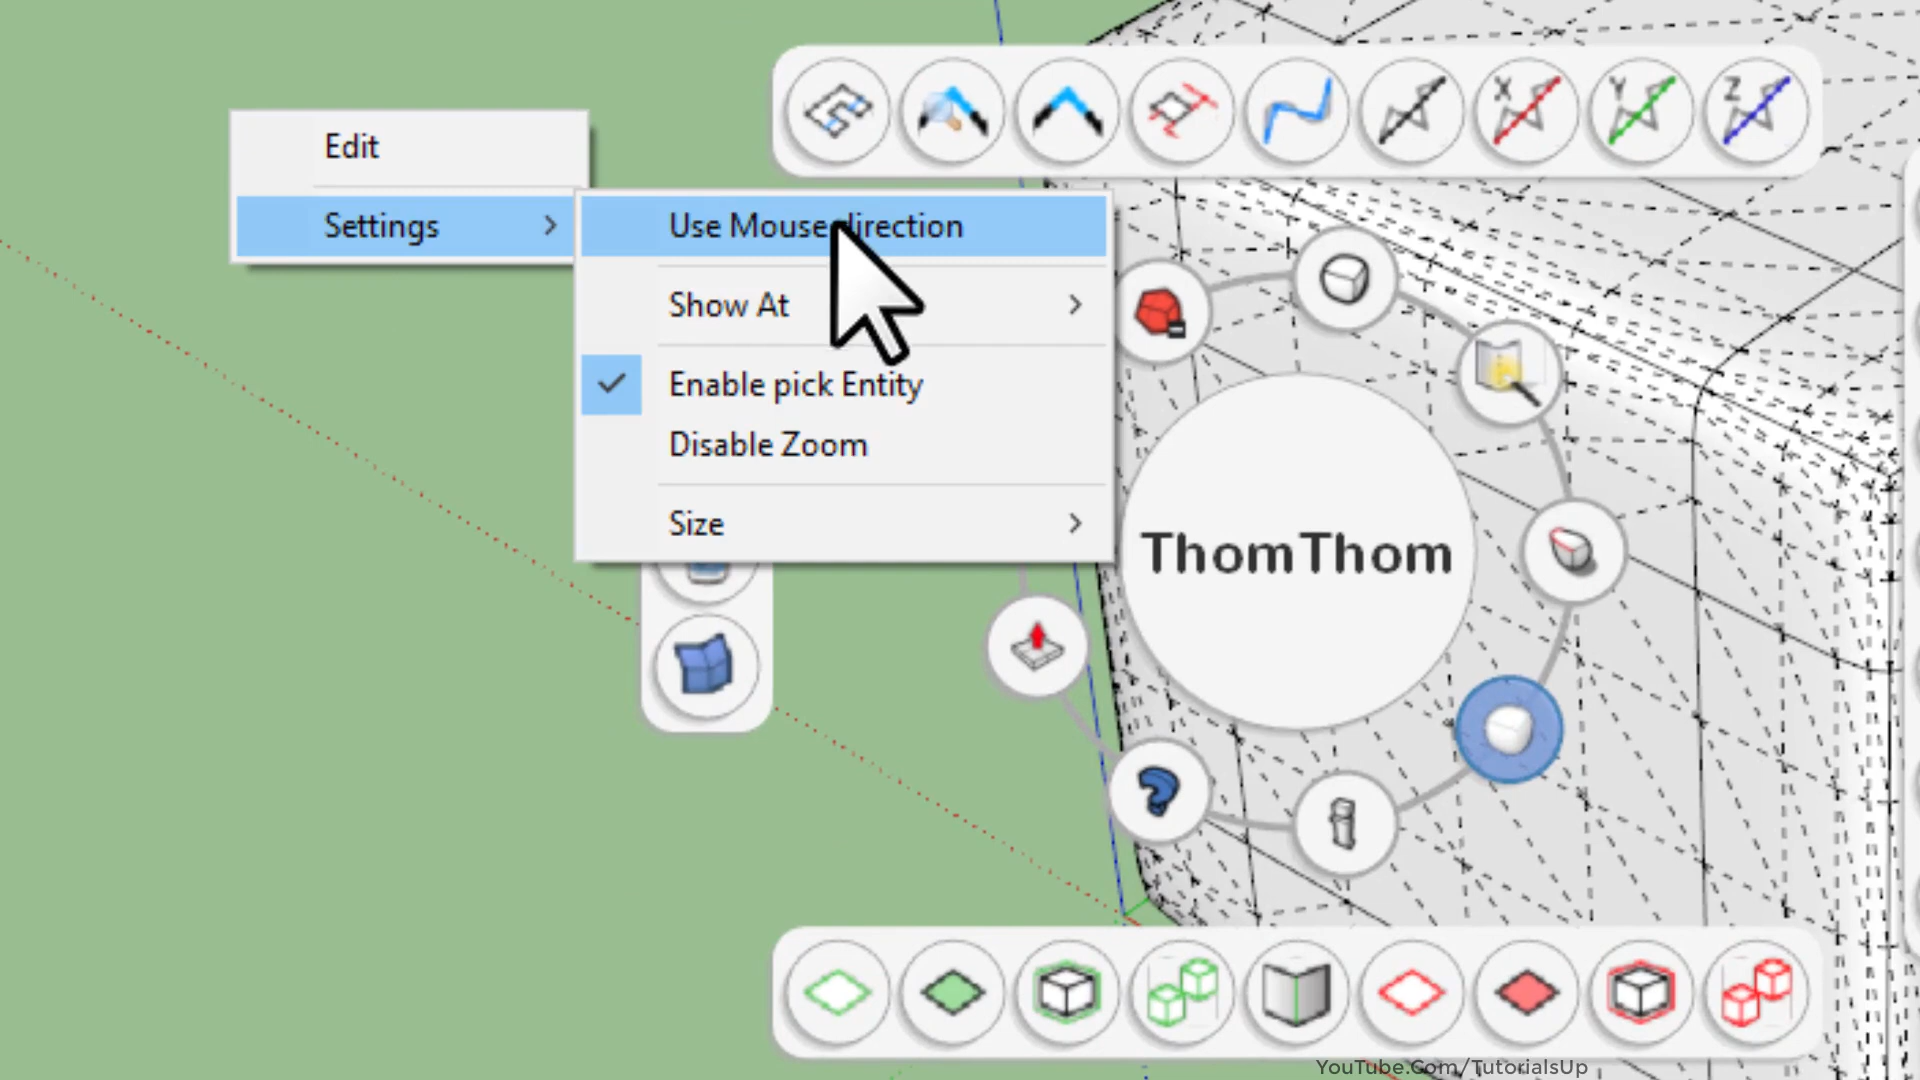 Edit
Settings
Use Mouse direction
Show At
Enable pick Entity
Disable Zoom
Size
X
Y
Z
ThomThom
YouTube.Com/TutorialsUp